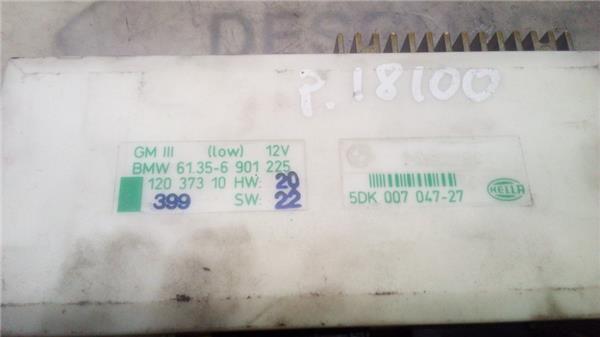 P.18100
GM III (low) 12V
BMW 61.35-6 901 225
120 373 10 HW: 20
399 SW: 22
5DK 007 047-27
HELLA